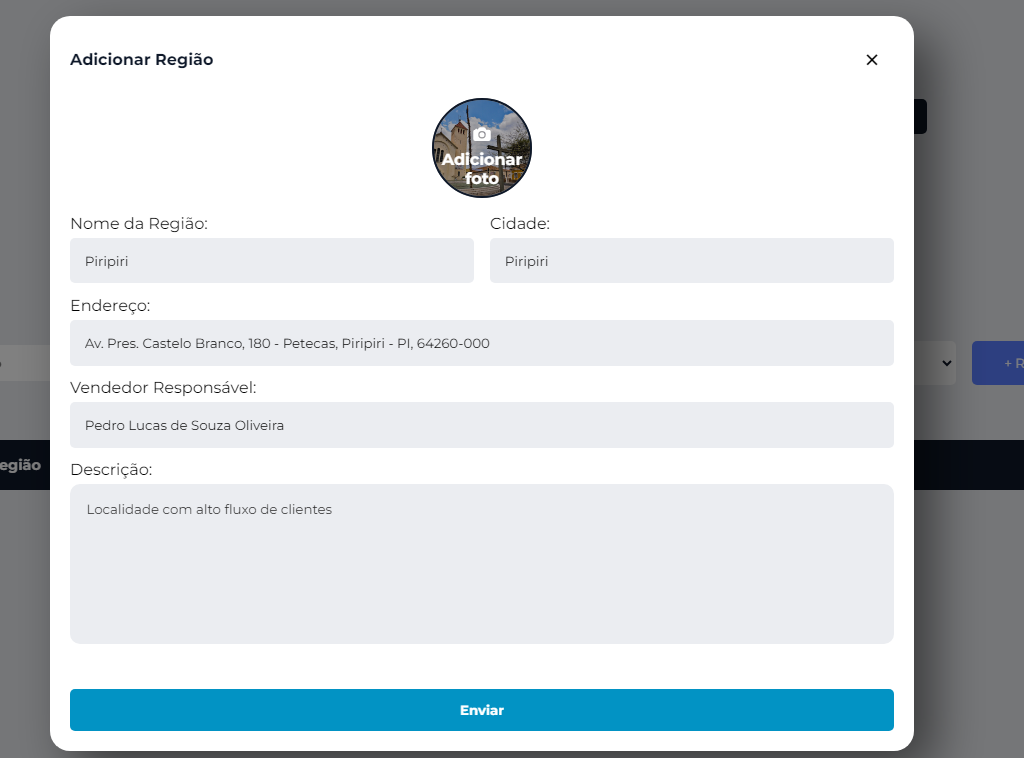 Adicionar Região
Adicionar
foto
Nome da Região:
Cidade:
Piripiri
Piripiri
Endereço:
Av. Pres. Castelo Branco, 180 - Petecas, Piripiri - PI, 64260-000
+ R
Vendedor Responsável:
Pedro Lucas de Souza Oliveira
egião
Descrição:
Localidade com alto fluxo de clientes
Enviar